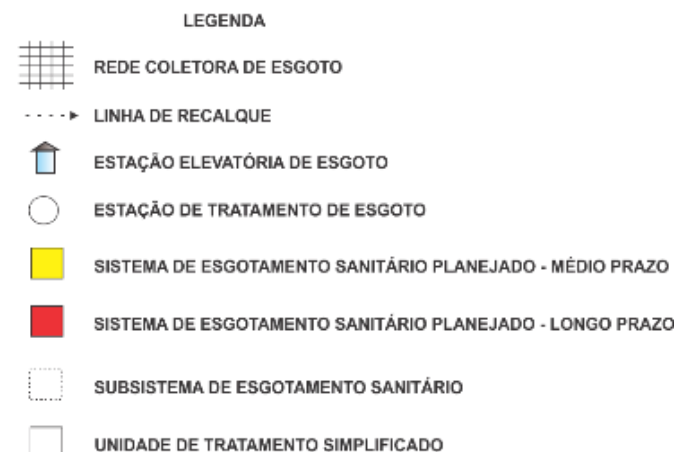 LEGENDA
REDE COLETORA DE ESGOTO
LINHA DE RECALQUE
ESTAÇÃO ELEVATÓRIA DE ESGOTO
ESTAÇÃO DE TRATAMENTO DE ESGOTO
SISTEMA DE ESGOTAMENTO SANITÁRIO PLANEJADO - MÉDIO PRAZO
SISTEMA DE ESGOTAMENTO SANITÁRIO PLANEJADO - LONGO PRAZO
SUBSISTEMA DE ESGOTAMENTO SANITÁRIO
UNIDADE DE TRATAMENTO SIMPLIFICADO